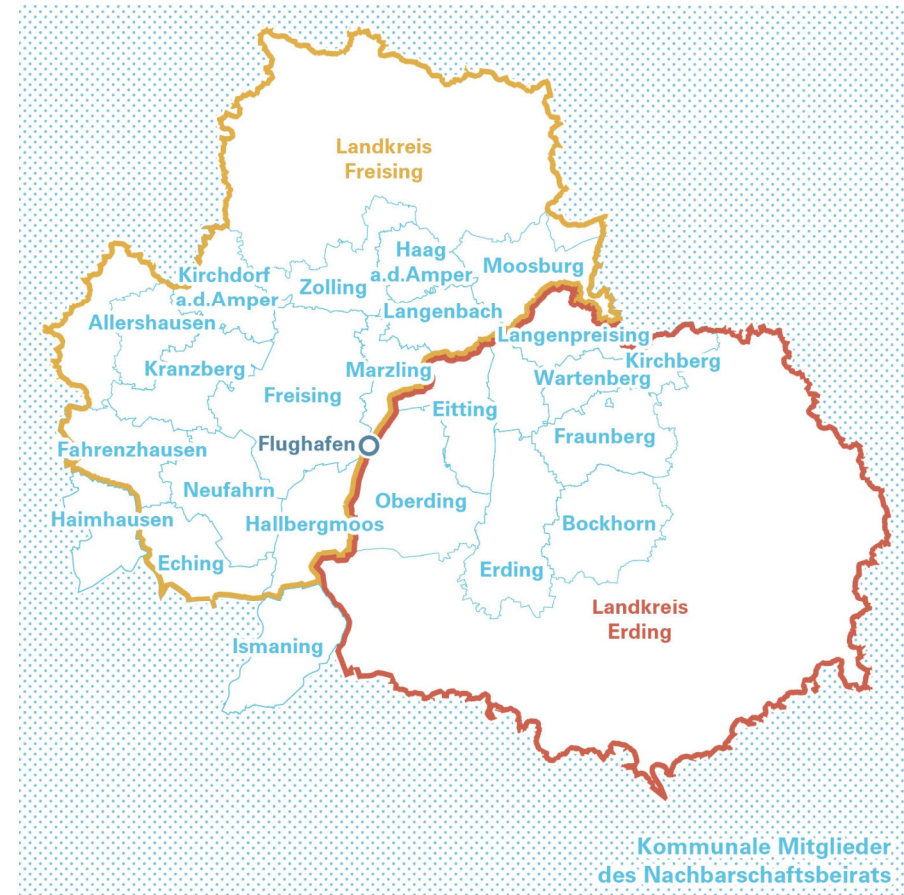 Landkreis
Freising
Haag
a.d.Amper
Moosburg
Kirchdorf
a.d.Amper
Zolling
Langenbach
Allershausen
Langenpreising
Kirchberg
Kranzberg
Marzling
Wartenberg
Freising
Eitting
Fraunberg
Flughafen
Fahrenzhausen
Neufahrn
Oberding
Haimhausen
Hallbergmoos
Bockhorn
Eching
Erding
Landkreis
Erding
Ismaning
Kommunale Mitglieder
des Nachbarschaftsbeirats